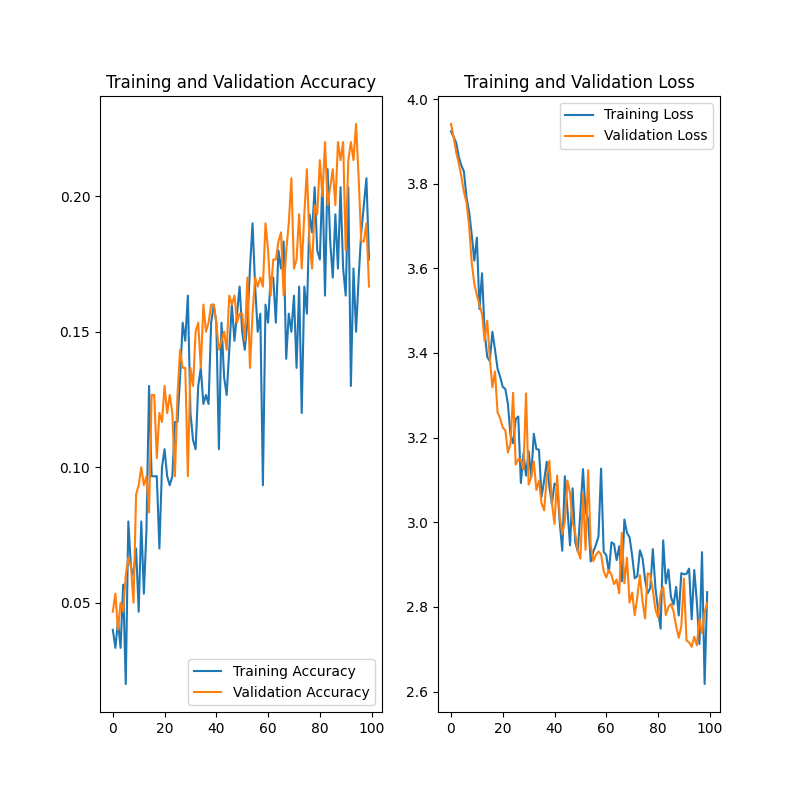 Training and Validation Accuracy
0.20
0.15
0.10
0.05
0 20 40 60 80 100
Training Accuracy
Validation Accuracy
Training and Validation Loss
4.0
3.8
3.6
3.4
3.2
3.0
2.8
2.6
0 20 40 60 80 100
Training Loss
Validation Loss